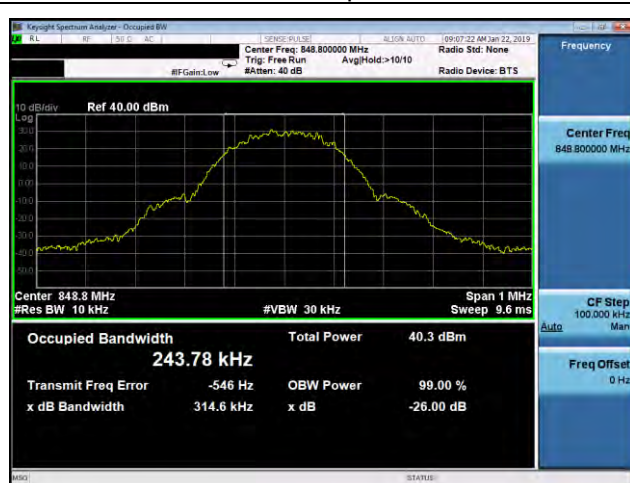 Keysight Spectrum Analyzer - Occupied BW
RL RF 50 Ω AC SENSE:PULSE ALIGN AUTO 09:07:22 AM Jan 22, 2019
Center Freq: 848.800000 MHz Radio Std: None Frequency
Trig: Free Run Avg|Hold:>10/10
#IFGain:Low #Atten: 40 dB Radio Device: BTS
10 dB/div Ref 40.00 dBm
Log
30.0
20.0
10.0
0.00
-10.0
-20.0
-30.0
-40.0
-50.0
Center Freq
848.800000 MHz
Center 848.8 MHz Span 1 MHz
#Res BW 10 kHz #VBW 30 kHz Sweep 9.6 ms
CF Step
100.000 kHz
Auto Man
Occupied Bandwidth Total Power 40.3 dBm
243.78 kHz
Freq Offset
0 Hz
Transmit Freq Error -546 Hz OBW Power 99.00 %
x dB Bandwidth 314.6 kHz x dB -26.00 dB
MSG STATUS